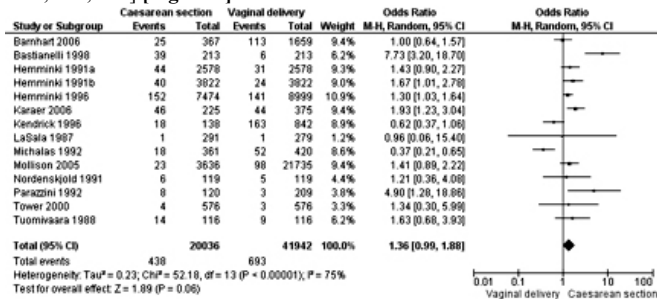 Caesarean section Vaginal delivery Odds Ratio Odds Ratio
Study or Subgroup Events Total Events Total Weight M-H, Random, 95% CI M-H, Random, 95% CI
Barnhart 2006 25 367 113 1659 9.4% 1.00 [0.64, 1.57]
Bastianelli 1998 39 213 6 213 6.2% 7.73 [3.20, 18.70]
Hemminki 1991a 44 2578 31 2578 9.2% 1.43 [0.90, 2.27]
Hemminki 1991b 40 3822 24 3822 8.9% 1.67 [1.01, 2.78]
Hemminki 1996 152 7474 141 8999 11.1% 1.30 [1.03, 1.64]
Karaer 2006 46 225 44 375 9.3% 1.93 [1.23, 3.04]
Kendrick 1996 18 138 163 842 8.7% 0.62 [0.37, 1.06]
LaSala 1987 1 291 1 279 1.2% 0.96 [0.06, 15.40]
Michalas 1992 18 361 52 420 8.4% 0.37 [0.21, 0.65]
Mollison 2005 23 3636 98 21735 9.3% 1.41 [0.89, 2.22]
Nordenskjold 1991 6 119 5 119 4.6% 1.21 [0.36, 4.08]
Parazzini 1992 8 120 3 209 4.0% 4.90 [1.28, 18.86]
Tower 2000 4 576 3 576 3.5% 1.34 [0.30, 5.99]
Tuomivaara 1988 14 116 9 116 6.2% 1.63 [0.68, 3.93]
Total (95% CI) 20036 41942 100.0% 1.36 [0.99, 1.88]
Total events 438 693
Heterogeneity: Tau² = 0.23; Chi² = 52.18, df = 13 (P < 0.00001); I² = 75%
Test for overall effect: Z = 1.89 (P = 0.06)
0.01 0.1 1 10 100
Vaginal delivery Caesarean section